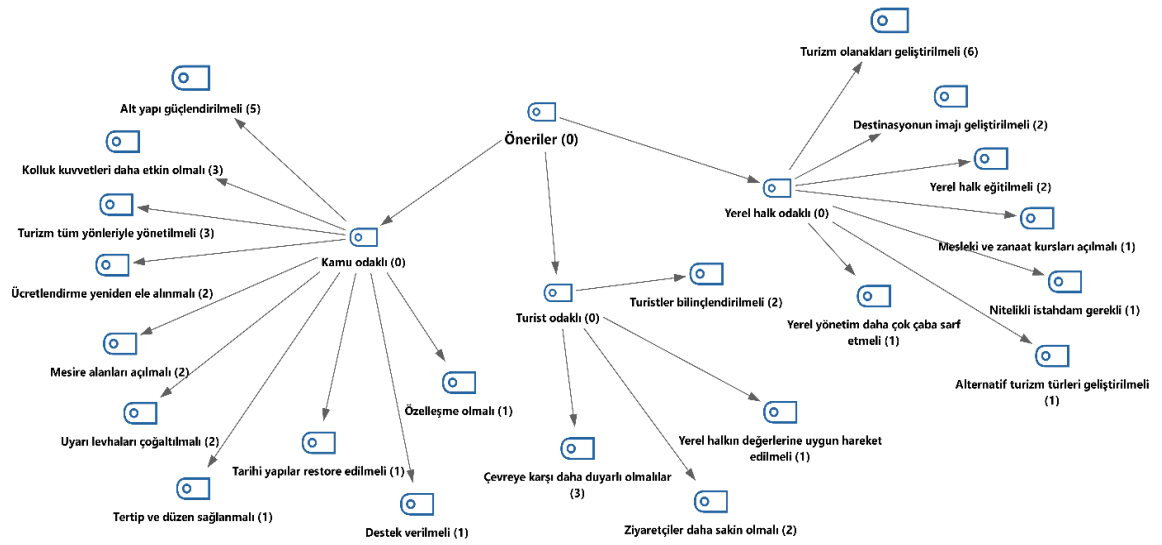 Öneriler (0)
Kamu odaklı (0)
Alt yapı güçlendirilmeli (5)
Kolluk kuvvetleri daha etkin olmalı (3)
Turizm tüm yönleriyle yönetilmeli (3)
Ücretlendirme yeniden ele alınmalı (2)
Mesire alanları açılmalı (2)
Uyarı levhaları çoğaltılmalı (2)
Tertip ve düzen sağlanmalı (1)
Tarihi yapılar restore edilmeli (1)
Destek verilmeli (1)
Özelleşme olmalı (1)
Turist odaklı (0)
Turistler bilinçlendirilmeli (2)
Yerel halkın değerlerine uygun hareket
edilmeli (1)
Ziyaretçiler daha sakin olmalı (2)
Çevreye karşı daha duyarlı olmalılar
(3)
Yerel halk odaklı (0)
Turizm olanakları geliştirilmeli (6)
Destinasyonun imajı geliştirilmeli (2)
Yerel halk eğitilmeli (2)
Mesleki ve zanaat kursları açılmalı (1)
Nitelikli istahdam gerekli (1)
Alternatif turizm türleri geliştirilmeli
(1)
Yerel yönetim daha çok çaba sarf
etmeli (1)